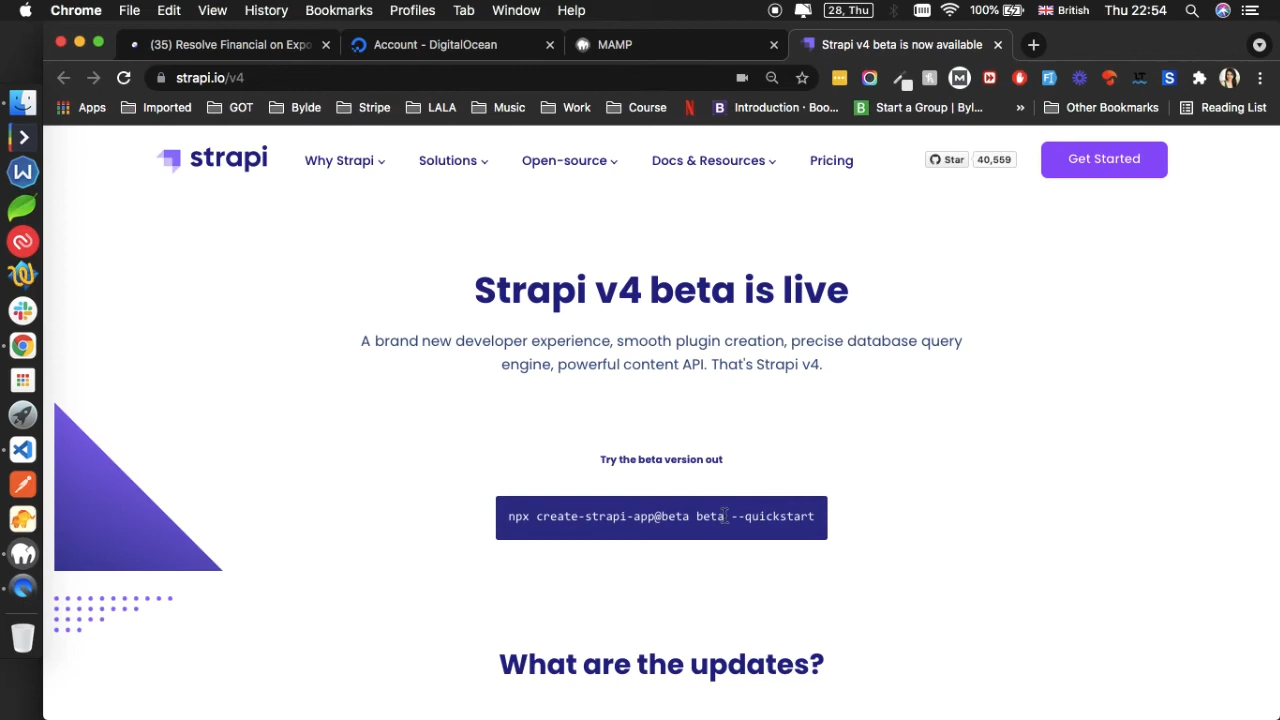 Chrome File Edit View History Bookmarks Profiles Tab Window Help 28, Thu 100% British Thu 22:54
(35) Resolve Financial on Expo Account - DigitalOcean MAMP Strapi v4 beta is now available
strapi.io/v4
Apps Imported GOT Bylde Stripe LALA Music Work Course Introduction · Boo... Start a Group | Byl... » Other Bookmarks Reading List
strapi Why Strapi Solutions Open-source Docs & Resources Pricing Star 40,559 Get Started
Strapi v4 beta is live
A brand new developer experience, smooth plugin creation, precise database query
engine, powerful content API. That's Strapi v4.
Try the beta version out
npx create-strapi-app@beta beta --quickstart
What are the updates?